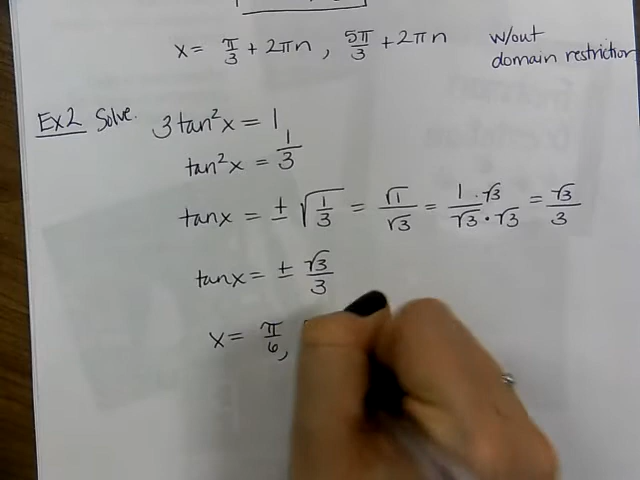 x = π/3 + 2πn , 5π/3 + 2πn w/out domain restriction
Ex2 Solve. 3tan²x = 1
tan²x = 1/3
tanx = ± √(1/3) = √1/√3 = 1·√3/√3·√3 = √3/3
tanx = ± √3/3
x = π/6,